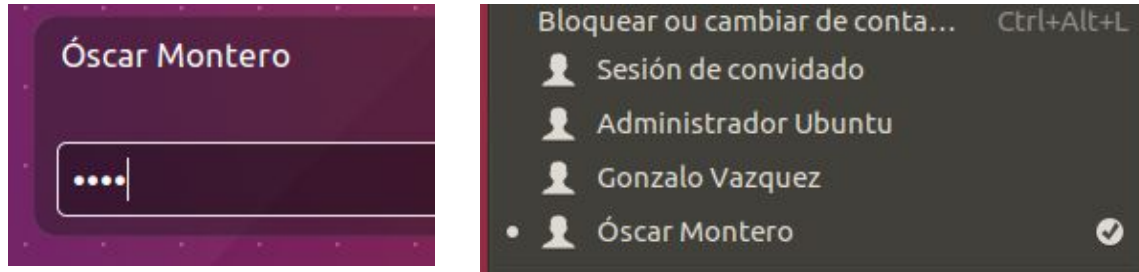 Óscar Montero
••••
Bloquear ou cambiar de conta… Ctrl+Alt+L
Sesión de convidado
Administrador Ubuntu
Gonzalo Vazquez
Óscar Montero